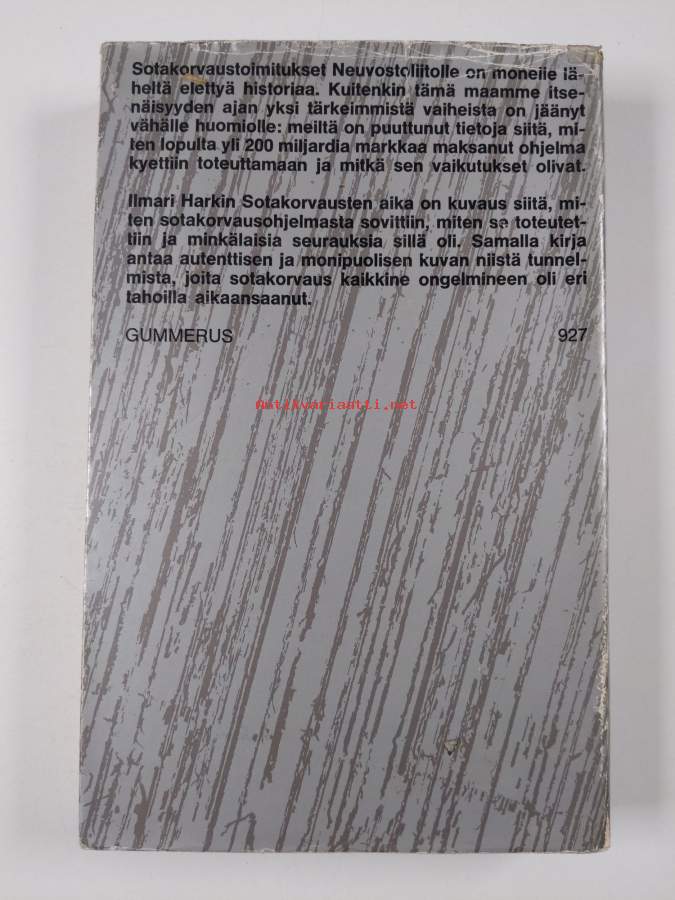 Sotakorvaustoimitukset Neuvostoliitolle on monelle lä-
heltä elettyä historiaa. Kuitenkin tämä maamme itse-
näisyyden ajan yksi tärkeimmistä vaiheista on jäänyt
vähälle huomiolle: meiltä on puuttunut tietoja siitä, mi-
ten lopulta yli 200 miljardia markkaa maksanut ohjelma
kyettiin toteuttamaan ja mitkä sen vaikutukset olivat.
Ilmari Harkin Sotakorvausten aika on kuvaus siitä, mi-
ten sotakorvausohjelmasta sovittiin, miten se toteutet-
tiin ja minkälaisia seurauksia sillä oli. Samalla kirja
antaa autenttisen ja monipuolisen kuvan niistä tunnel-
mista, joita sotakorvaus kaikkine ongelmineen oli eri
tahoilla aikaansaanut.
GUMMERUS 927
Antikvariaatti.net